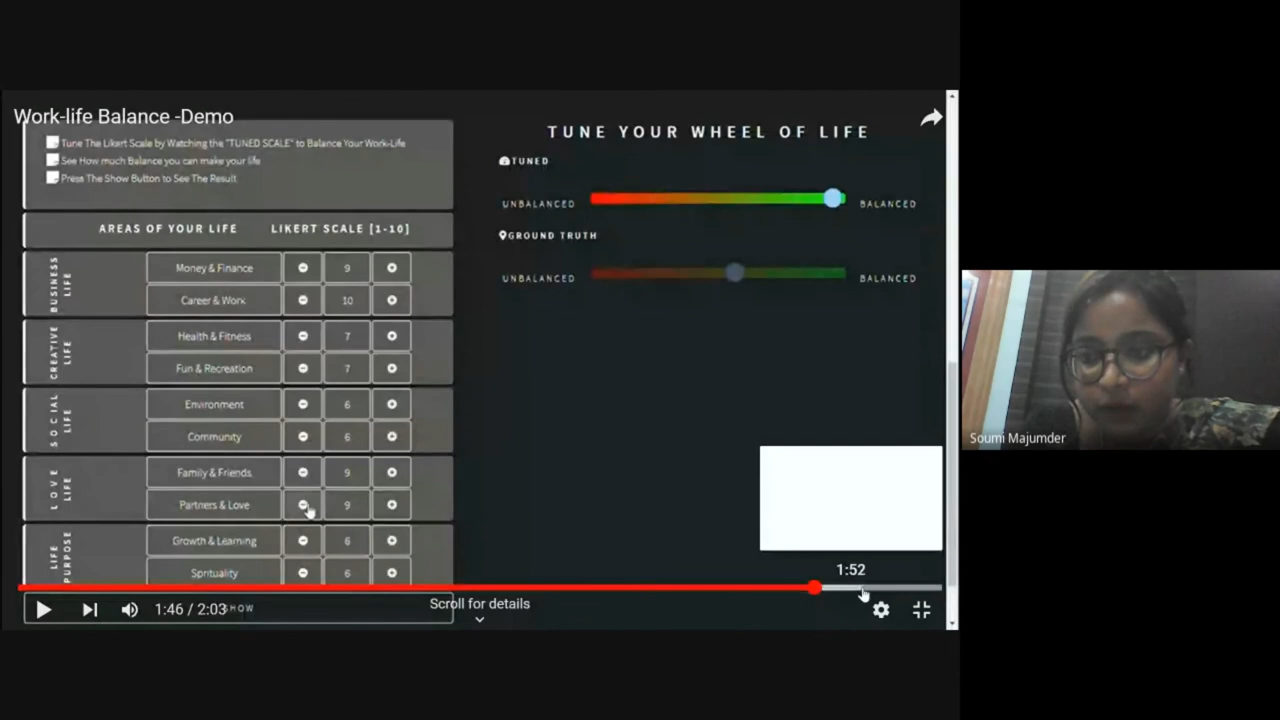 Work-life Balance -Demo
Tune The Likert Scale by Watching the "TUNED SCALE" to Balance Your Work-Life
See How much Balance you can make your life
Press The Show Button to See The Result
AREAS OF YOUR LIFE LIKERT SCALE [1-10]
BUSINESS LIFE
Money & Finance 9
Career & Work 10
CREATIVE LIFE
Health & Fitness 7
Fun & Recreation 7
SOCIAL LIFE
Environment 6
Community 6
LOVE LIFE
Family & Friends 9
Partners & Love 9
LIFE PURPOSE
Growth & Learning 6
Sprituality 6
SHOW
TUNE YOUR WHEEL OF LIFE
TUNED
UNBALANCED BALANCED
GROUND TRUTH
UNBALANCED BALANCED
1:52
1:46 / 2:03
Scroll for details
Soumi Majumder